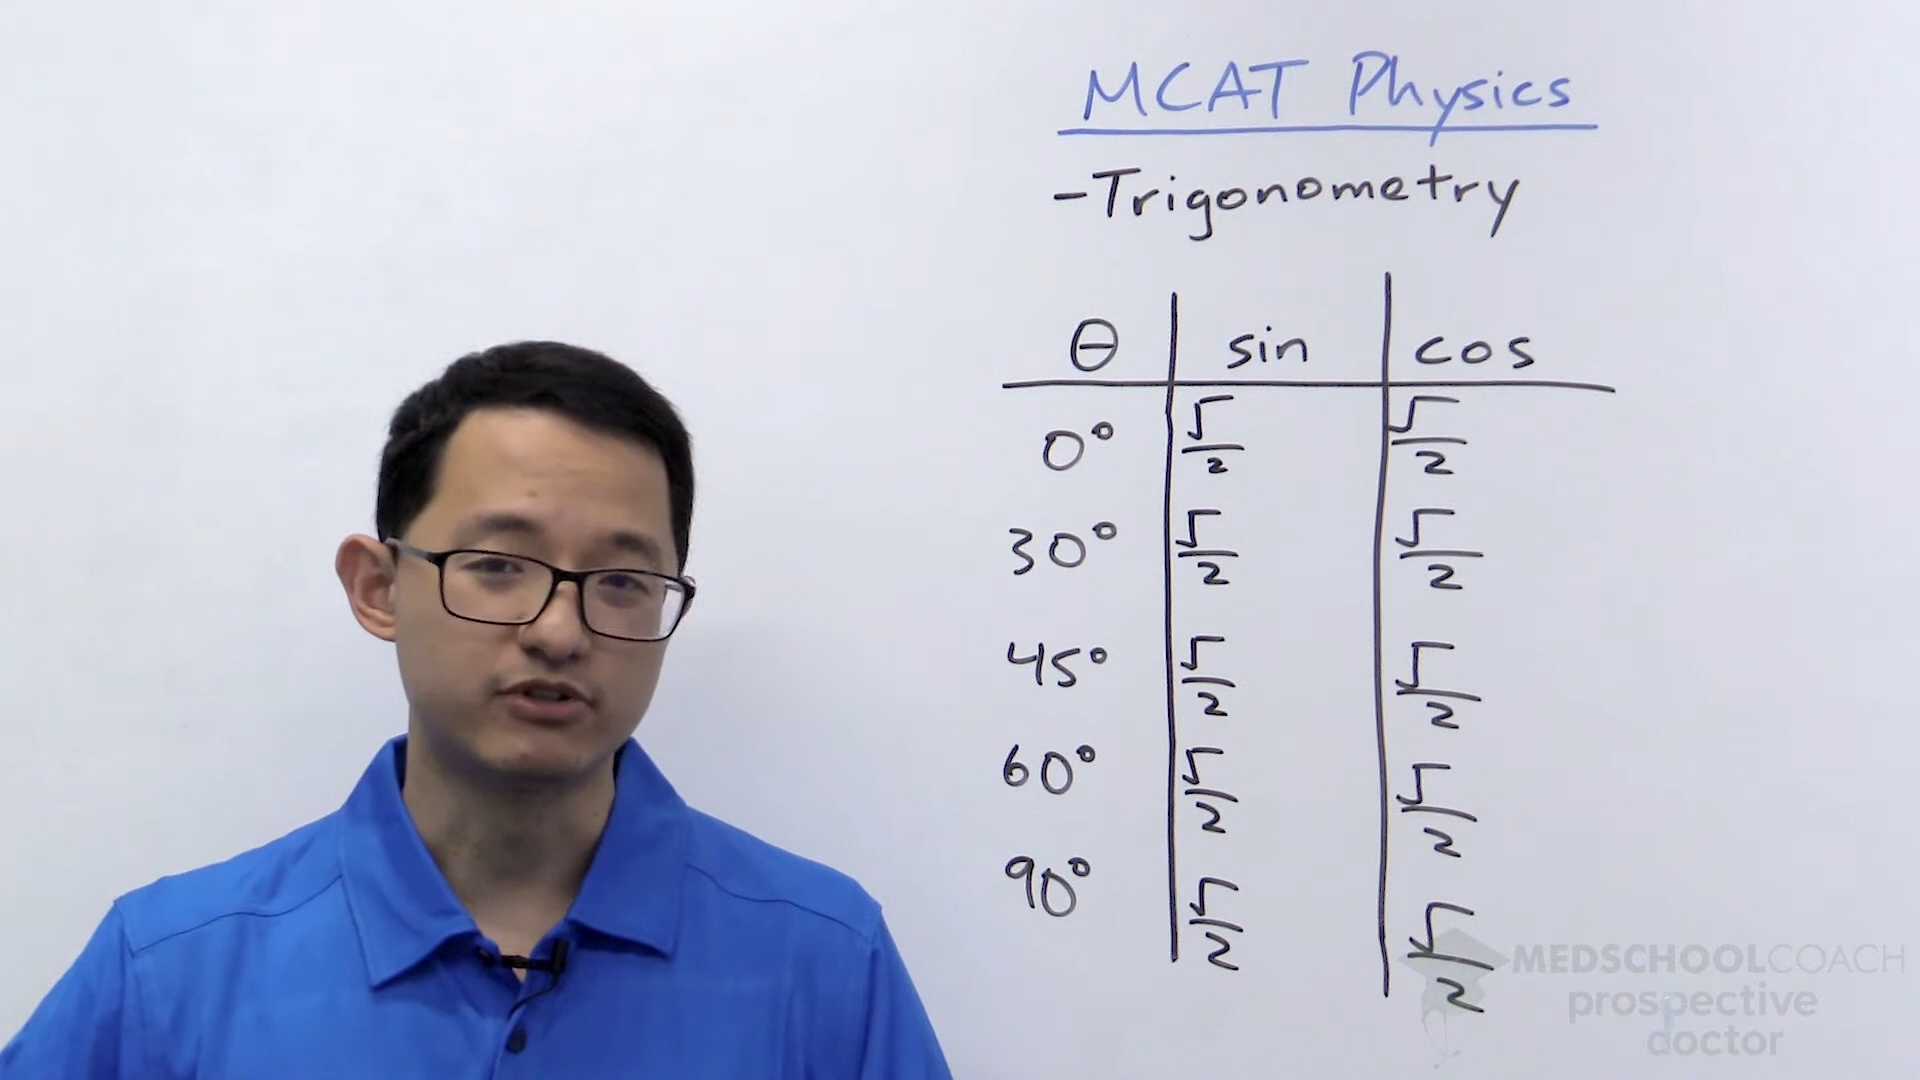 MCAT Physics
-Trigonometry
θ sin cos
0° √/2 √/2
30° √/2 √/2
45° √/2 √/2
60° √/2 √/2
90° √/2 √/2
MEDSCHOOLCOACH
prospective
doctor